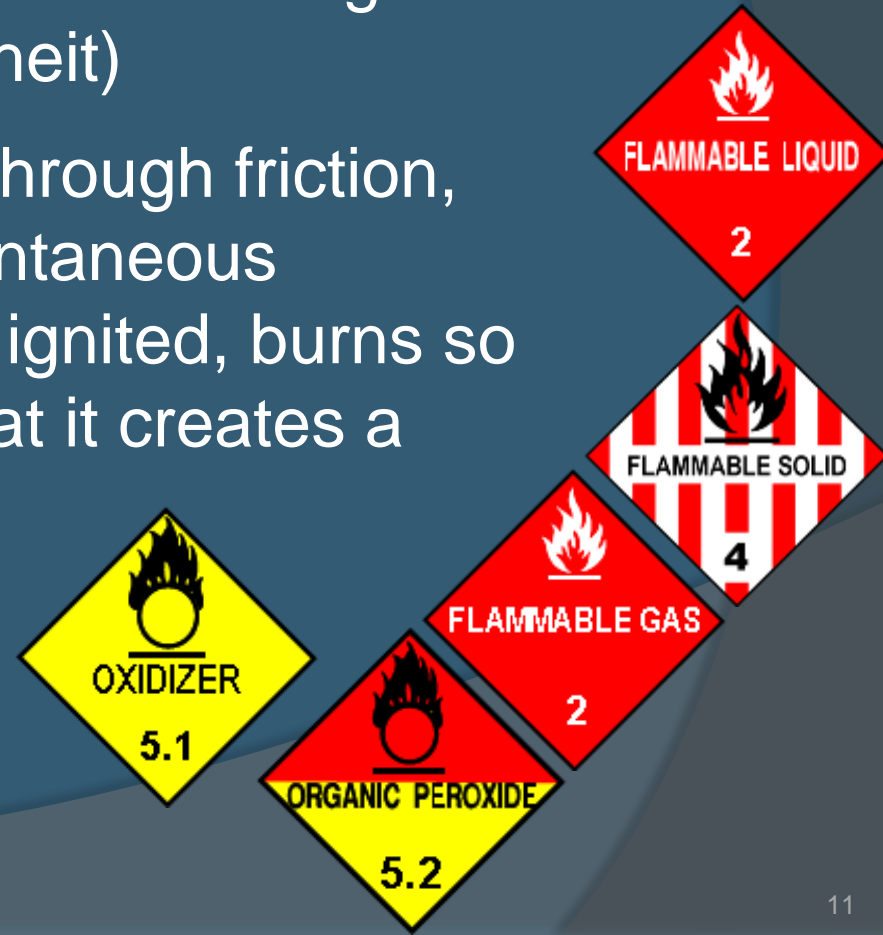 heit)
hrough friction,
ntaneous
ignited, burns so
at it creates a
FLAMMABLE LIQUID
2
FLAMMABLE SOLID
4
FLAMMABLE GAS
2
OXIDIZER
5.1
ORGANIC PEROXIDE
5.2
11